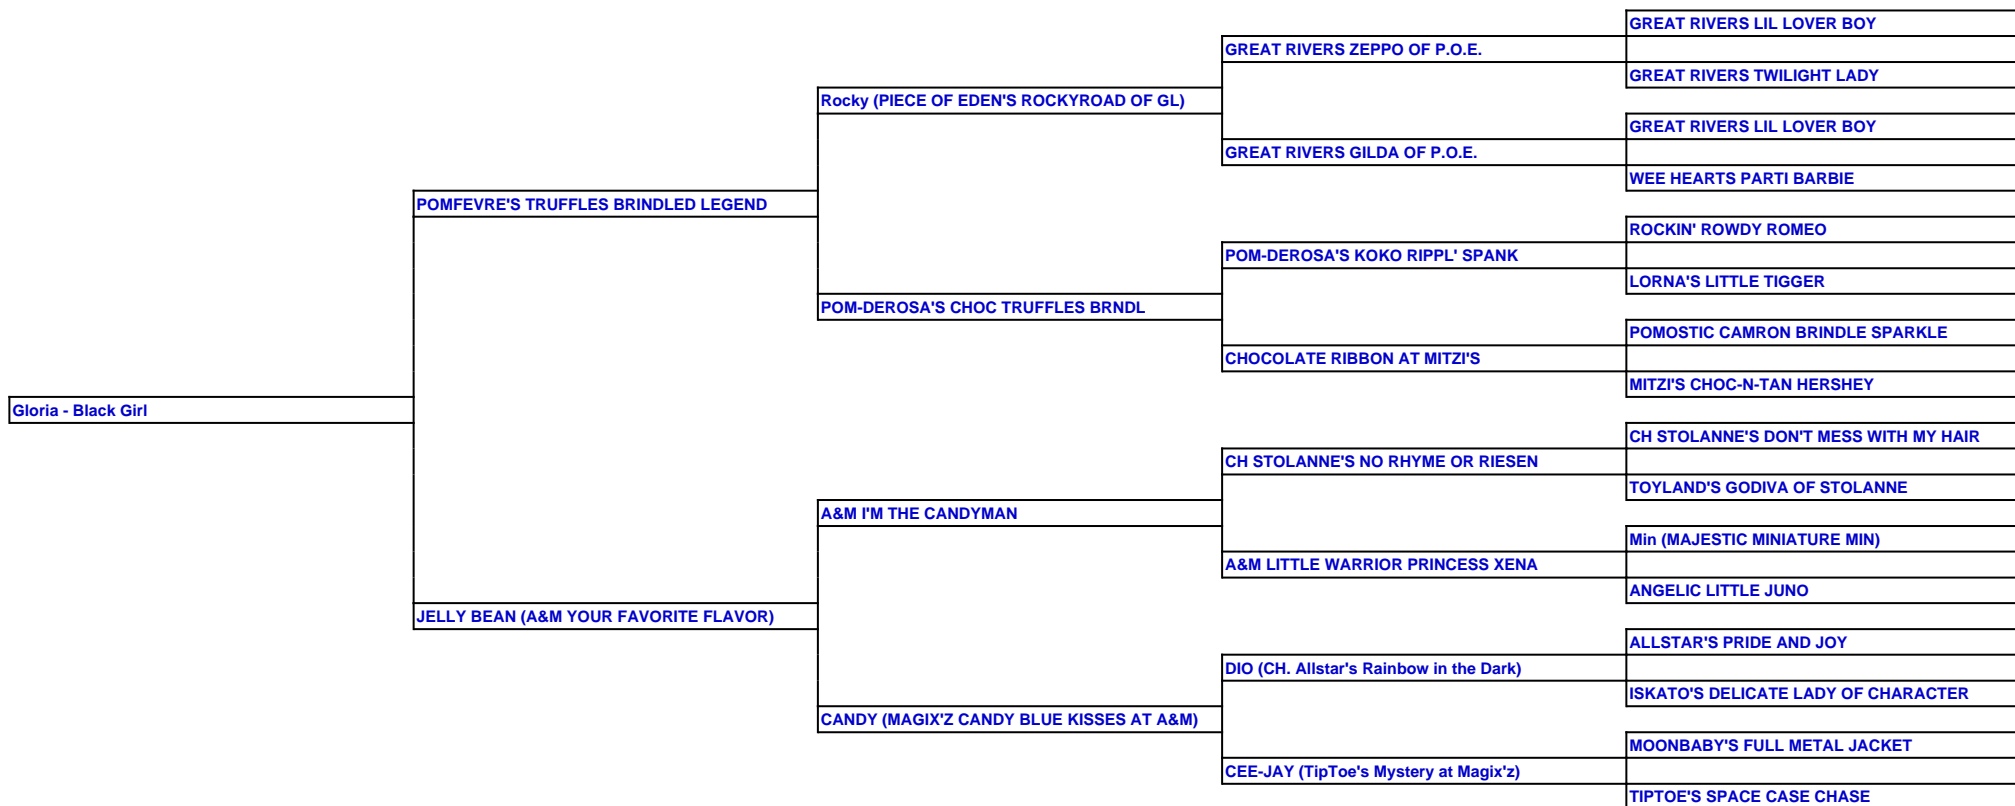 GREAT RIVERS LIL LOVER BOY
GREAT RIVERS ZEPPO OF P.O.E.
GREAT RIVERS TWILIGHT LADY
Rocky (PIECE OF EDEN'S ROCKYROAD OF GL)
GREAT RIVERS LIL LOVER BOY
GREAT RIVERS GILDA OF P.O.E.
WEE HEARTS PARTI BARBIE
POMFEVRE'S TRUFFLES BRINDLED LEGEND
ROCKIN' ROWDY ROMEO
POM-DEROSA'S KOKO RIPPL' SPANK
LORNA'S LITTLE TIGGER
POM-DEROSA'S CHOC TRUFFLES BRNDL
POMOSTIC CAMRON BRINDLE SPARKLE
CHOCOLATE RIBBON AT MITZI'S
MITZI'S CHOC-N-TAN HERSHEY
Gloria - Black Girl
CH STOLANNE'S DON'T MESS WITH MY HAIR
CH STOLANNE'S NO RHYME OR RIESEN
TOYLAND'S GODIVA OF STOLANNE
A&M I'M THE CANDYMAN
Min (MAJESTIC MINIATURE MIN)
A&M LITTLE WARRIOR PRINCESS XENA
ANGELIC LITTLE JUNO
JELLY BEAN (A&M YOUR FAVORITE FLAVOR)
ALLSTAR'S PRIDE AND JOY
DIO (CH. Allstar's Rainbow in the Dark)
ISKATO'S DELICATE LADY OF CHARACTER
CANDY (MAGIX'Z CANDY BLUE KISSES AT A&M)
MOONBABY'S FULL METAL JACKET
CEE-JAY (TipToe's Mystery at Magix'z)
TIPTOE'S SPACE CASE CHASE